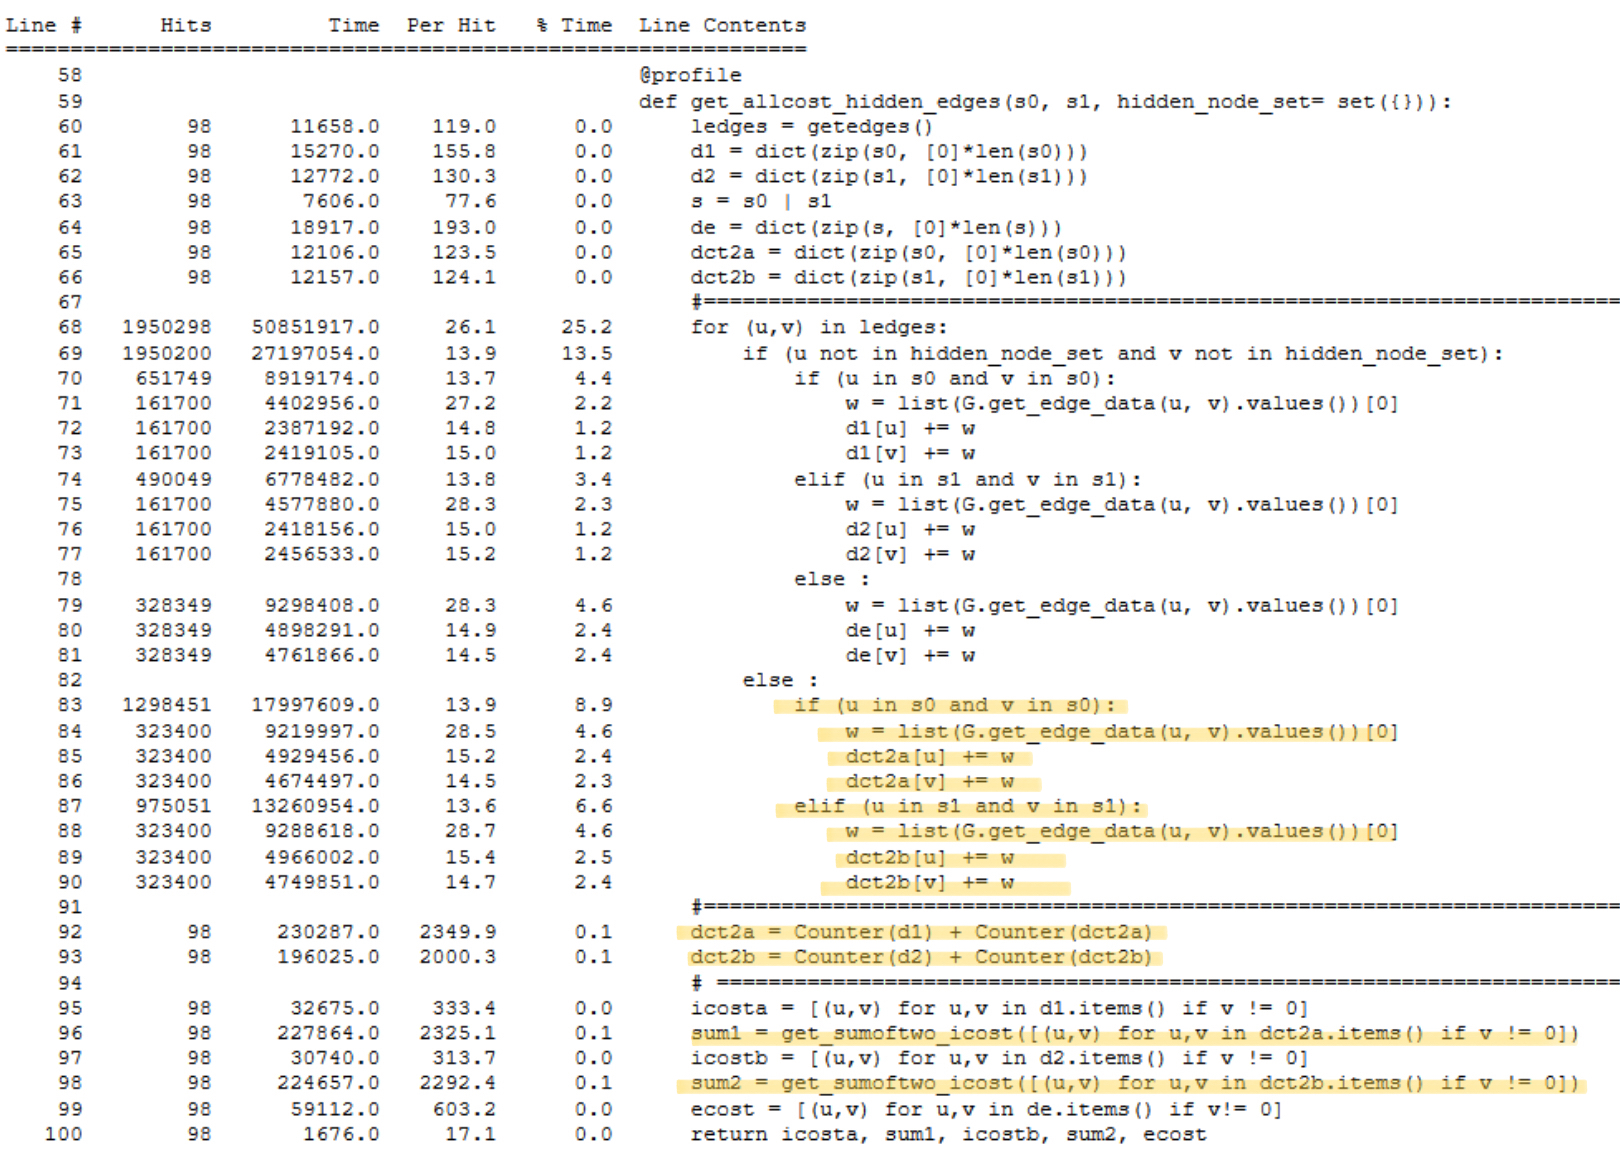 Line #      Hits         Time  Per Hit   % Time  Line Contents
==============================================================
    58                                           @profile
    59                                           def get_allcost_hidden_edges(s0, s1, hidden_node_set= set({})):
    60        98      11658.0    119.0      0.0      ledges = getedges()
    61        98      15270.0    155.8      0.0      d1 = dict(zip(s0, [0]*len(s0)))
    62        98      12772.0    130.3      0.0      d2 = dict(zip(s1, [0]*len(s1)))
    63        98       7606.0     77.6      0.0      s = s0 | s1
    64        98      18917.0    193.0      0.0      de = dict(zip(s, [0]*len(s)))
    65        98      12106.0    123.5      0.0      dct2a = dict(zip(s0, [0]*len(s0)))
    66        98      12157.0    124.1      0.0      dct2b = dict(zip(s1, [0]*len(s1)))
    67                                               #=======================================================================
    68   1950298   50851917.0     26.1     25.2      for (u,v) in ledges:
    69   1950200   27197054.0     13.9     13.5          if (u not in hidden_node_set and v not in hidden_node_set):
    70    651749    8919174.0     13.7      4.4              if (u in s0 and v in s0):
    71    161700    4402956.0     27.2      2.2                  w = list(G.get_edge_data(u, v).values())[0]
    72    161700    2387192.0     14.8      1.2                  d1[u] += w
    73    161700    2419105.0     15.0      1.2                  d1[v] += w
    74    490049    6778482.0     13.8      3.4              elif (u in s1 and v in s1):
    75    161700    4577880.0     28.3      2.3                  w = list(G.get_edge_data(u, v).values())[0]
    76    161700    2418156.0     15.0      1.2                  d2[u] += w
    77    161700    2456533.0     15.2      1.2                  d2[v] += w
    78                                                       else :
    79    328349    9298408.0     28.3      4.6                  w = list(G.get_edge_data(u, v).values())[0]
    80    328349    4898291.0     14.9      2.4                  de[u] += w
    81    328349    4761866.0     14.5      2.4                  de[v] += w
    82                                                   else :
    83   1298451   17997609.0     13.9      8.9              if (u in s0 and v in s0):
    84    323400    9219997.0     28.5      4.6                  w = list(G.get_edge_data(u, v).values())[0]
    85    323400    4929456.0     15.2      2.4                  dct2a[u] += w
    86    323400    4674497.0     14.5      2.3                  dct2a[v] += w
    87    975051   13260954.0     13.6      6.6              elif (u in s1 and v in s1):
    88    323400    9288618.0     28.7      4.6                  w = list(G.get_edge_data(u, v).values())[0]
    89    323400    4966002.0     15.4      2.5                  dct2b[u] += w
    90    323400    4749851.0     14.7      2.4                  dct2b[v] += w
    91                                               #=======================================================================
    92        98     230287.0   2349.9      0.1      dct2a = Counter(d1) + Counter(dct2a)
    93        98     196025.0   2000.3      0.1      dct2b = Counter(d2) + Counter(dct2b)
    94                                               # ======================================================================
    95        98      32675.0    333.4      0.0      icosta = [(u,v) for u,v in d1.items() if v != 0]
    96        98     227864.0   2325.1      0.1      sum1 = get_sumoftwo_icost([(u,v) for u,v in dct2a.items() if v != 0])
    97        98      30740.0    313.7      0.0      icostb = [(u,v) for u,v in d2.items() if v != 0]
    98        98     224657.0   2292.4      0.1      sum2 = get_sumoftwo_icost([(u,v) for u,v in dct2b.items() if v != 0])
    99        98      59112.0    603.2      0.0      ecost = [(u,v) for u,v in de.items() if v!= 0]
   100        98       1676.0     17.1      0.0      return icosta, sum1, icostb, sum2, ecost